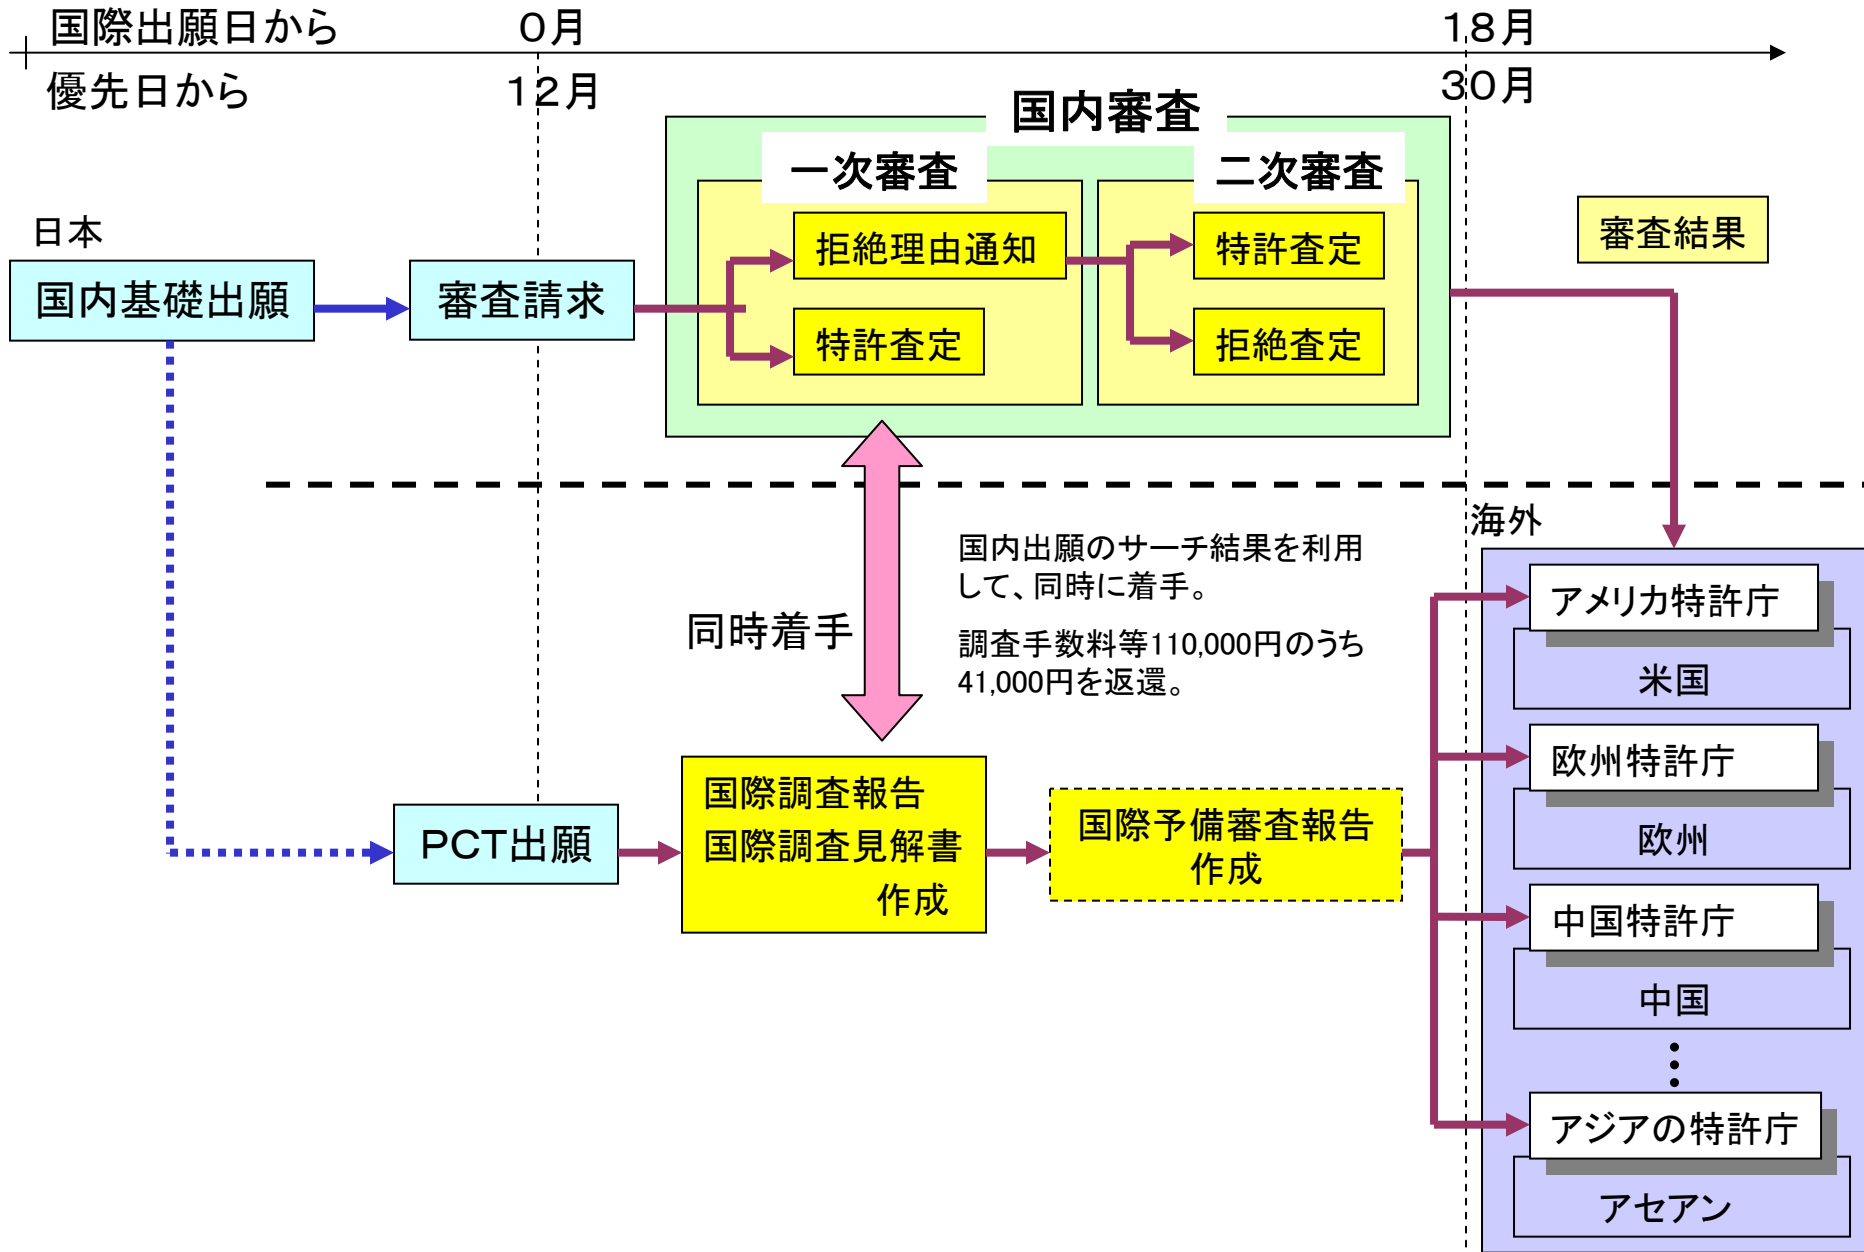 国際出願日から
0月
18月
優先日から
12月
30月
国内審査
一次審査
二次審査
日本
国内基礎出願
審査請求
拒絶理由通知
特許査定
特許査定
拒絶査定
審査結果
海外
国内出願のサーチ結果を利用
して、同時に着手。
同時着手
調査手数料等110,000円のうち
41,000円を返還。
PCT出願
国際調査報告
国際調査見解書
作成
国際予備審査報告
作成
アメリカ特許庁
米国
欧州特許庁
欧州
中国特許庁
中国
アジアの特許庁
アセアン